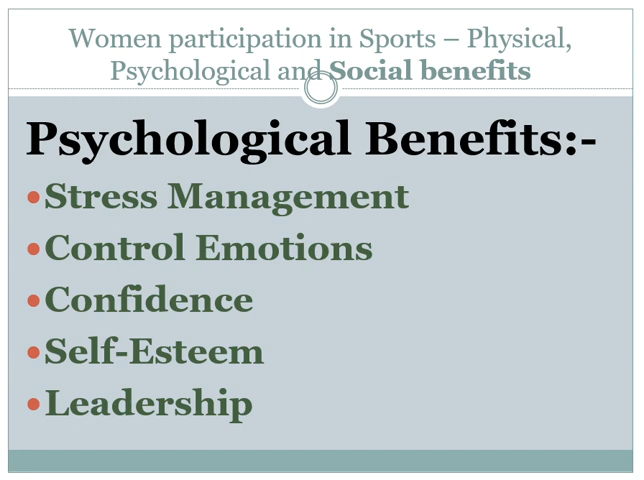 Women participation in Sports – Physical,
Psychological and Social benefits
Psychological Benefits:-
•Stress Management
•Control Emotions
•Confidence
•Self-Esteem
•Leadership